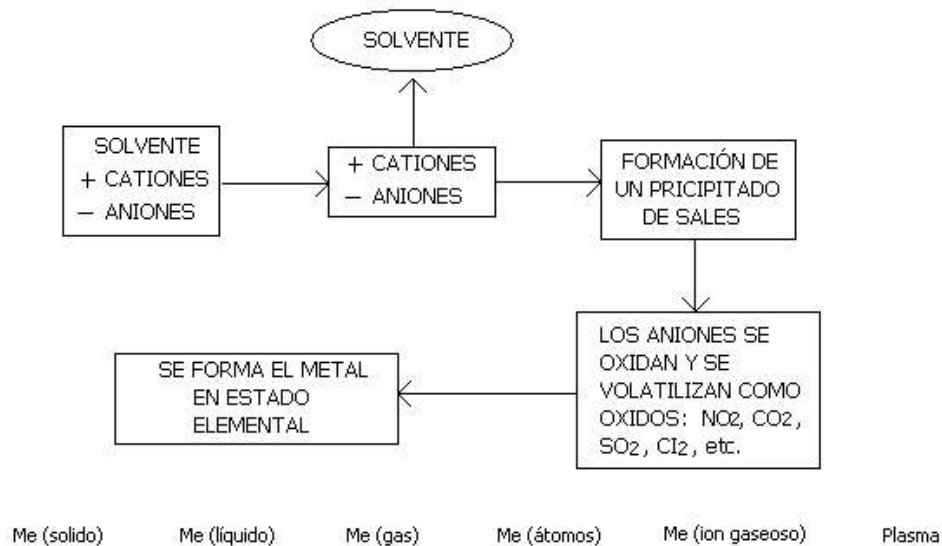 SOLVENTE
SOLVENTE
+ CATIONES
− ANIONES
+ CATIONES
− ANIONES
FORMACIÓN DE
UN PRICIPITADO
DE SALES
LOS ANIONES SE
OXIDAN Y SE
VOLATILIZAN COMO
OXIDOS: NO2, CO2,
SO2, CI2, etc.
SE FORMA EL METAL
EN ESTADO
ELEMENTAL
Me (solido) Me (líquido) Me (gas) Me (átomos) Me (ion gaseoso) Plasma